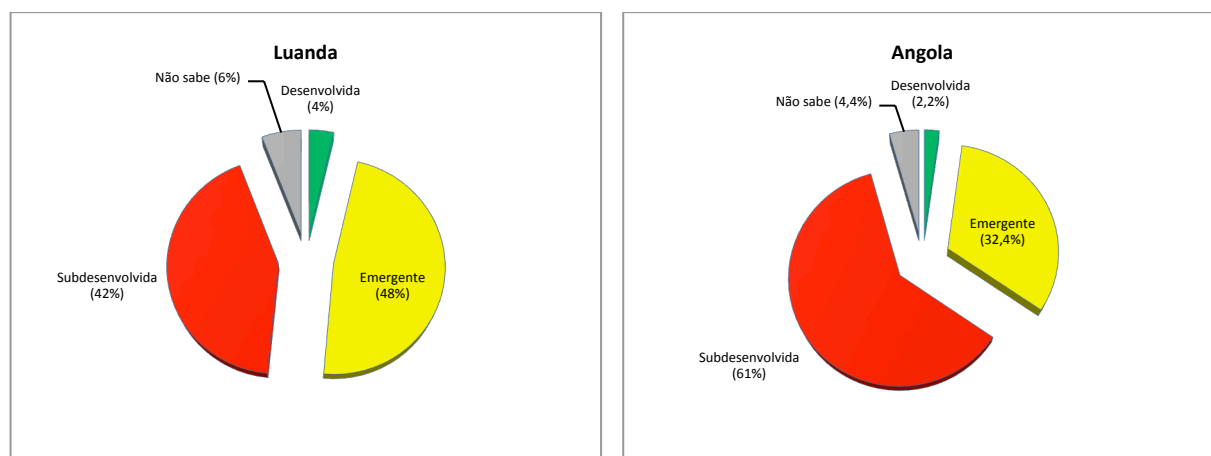 Luanda
Não sabe (6%)
Desenvolvida
(4%)
Subdesenvolvida
(42%)
Emergente
(48%)
Angola
Não sabe (4,4%)
Desenvolvida
(2,2%)
Emergente
(32,4%)
Subdesenvolvida
(61%)